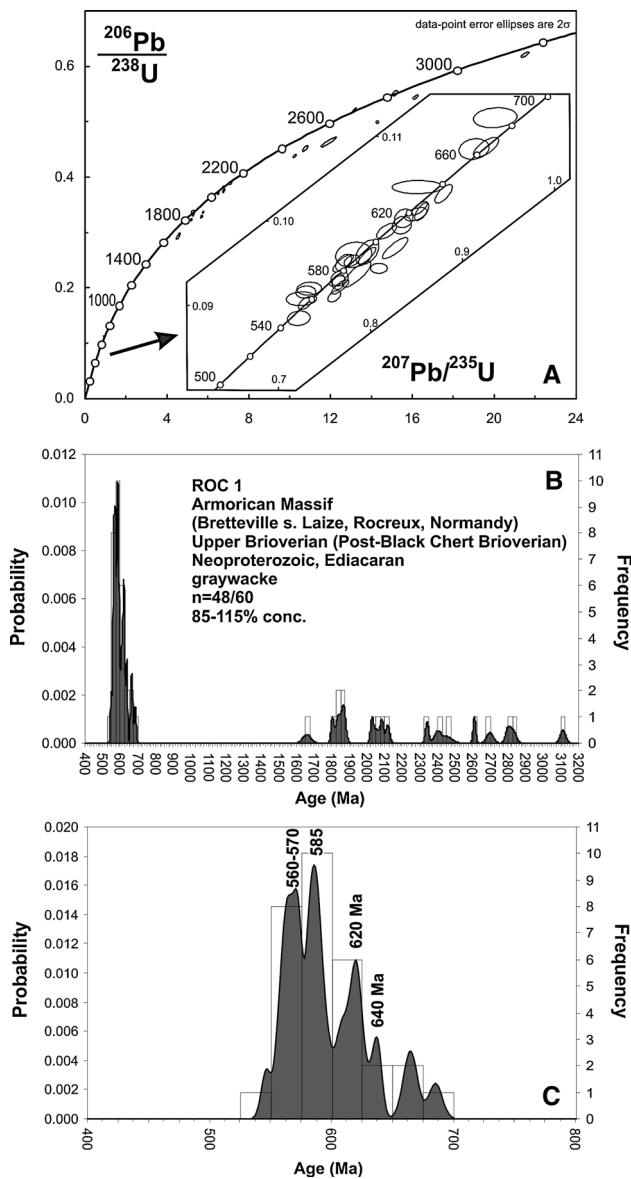 data-point error ellipses are 2σ
206Pb
238U
0.6
0.4
0.2
0.0
1000
1400
1800
2200
2600
3000
500
540
580
620
660
700
0.09
0.10
0.11
0.7
0.8
0.9
1.0
207Pb/235U
A
0 4 8 12 16 20 24
B
ROC 1
Armorican Massif
(Bretteville s. Laize, Rocreux, Normandy)
Upper Brioverian (Post-Black Chert Brioverian)
Neoproterozoic, Ediacaran
graywacke
n=48/60
85-115% conc.
Probability
0.012
0.010
0.008
0.006
0.004
0.002
0.000
Frequency
11
10
9
8
7
6
5
4
3
2
1
0
400 500 600 700 800 900 1000 1100 1200 1300 1400 1500 1600 1700 1800 1900 2000 2100 2200 2300 2400 2500 2600 2700 2800 2900 3000 3100 3200
Age (Ma)
Probability
0.020
0.018
0.016
0.014
0.012
0.010
0.008
0.006
0.004
0.002
0.000
560-570
585
620 Ma
640 Ma
Frequency
11
10
9
8
7
6
5
4
3
2
1
0
C
400 500 600 700 800
Age (Ma)